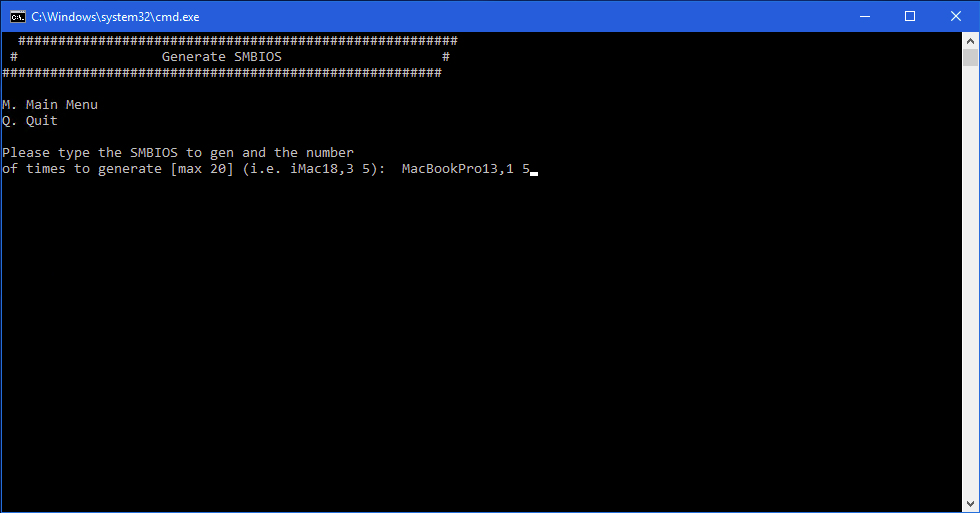 C:\Windows\system32\cmd.exe
#######################################################
# Generate SMBIOS #
#######################################################
M. Main Menu
Q. Quit
Please type the SMBIOS to gen and the number
of times to generate [max 20] (i.e. iMac18,3 5): MacBookPro13,1 5